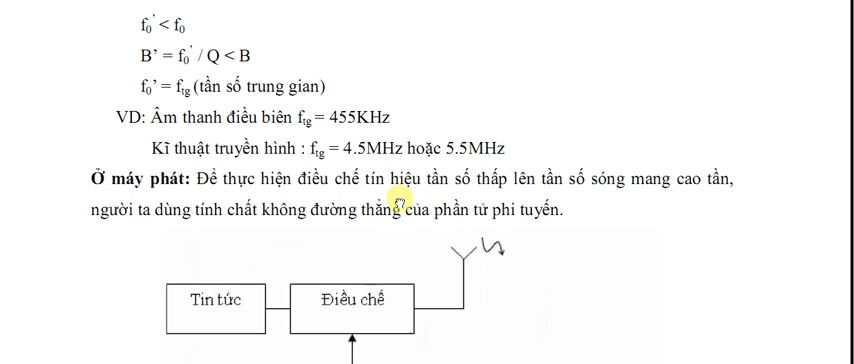 f₀' < f₀
B' = f₀' / Q < B
f₀' = fₜg (tần số trung gian)
VD: Âm thanh điều biên fₜg = 455KHz
Kĩ thuật truyền hình : fₜg = 4.5MHz hoặc 5.5MHz
Ở máy phát: Để thực hiện điều chế tín hiệu tần số thấp lên tần số sóng mang cao tần,
người ta dùng tính chất không đường thẳng của phần tử phi tuyến.
Tin tức
Điều chế